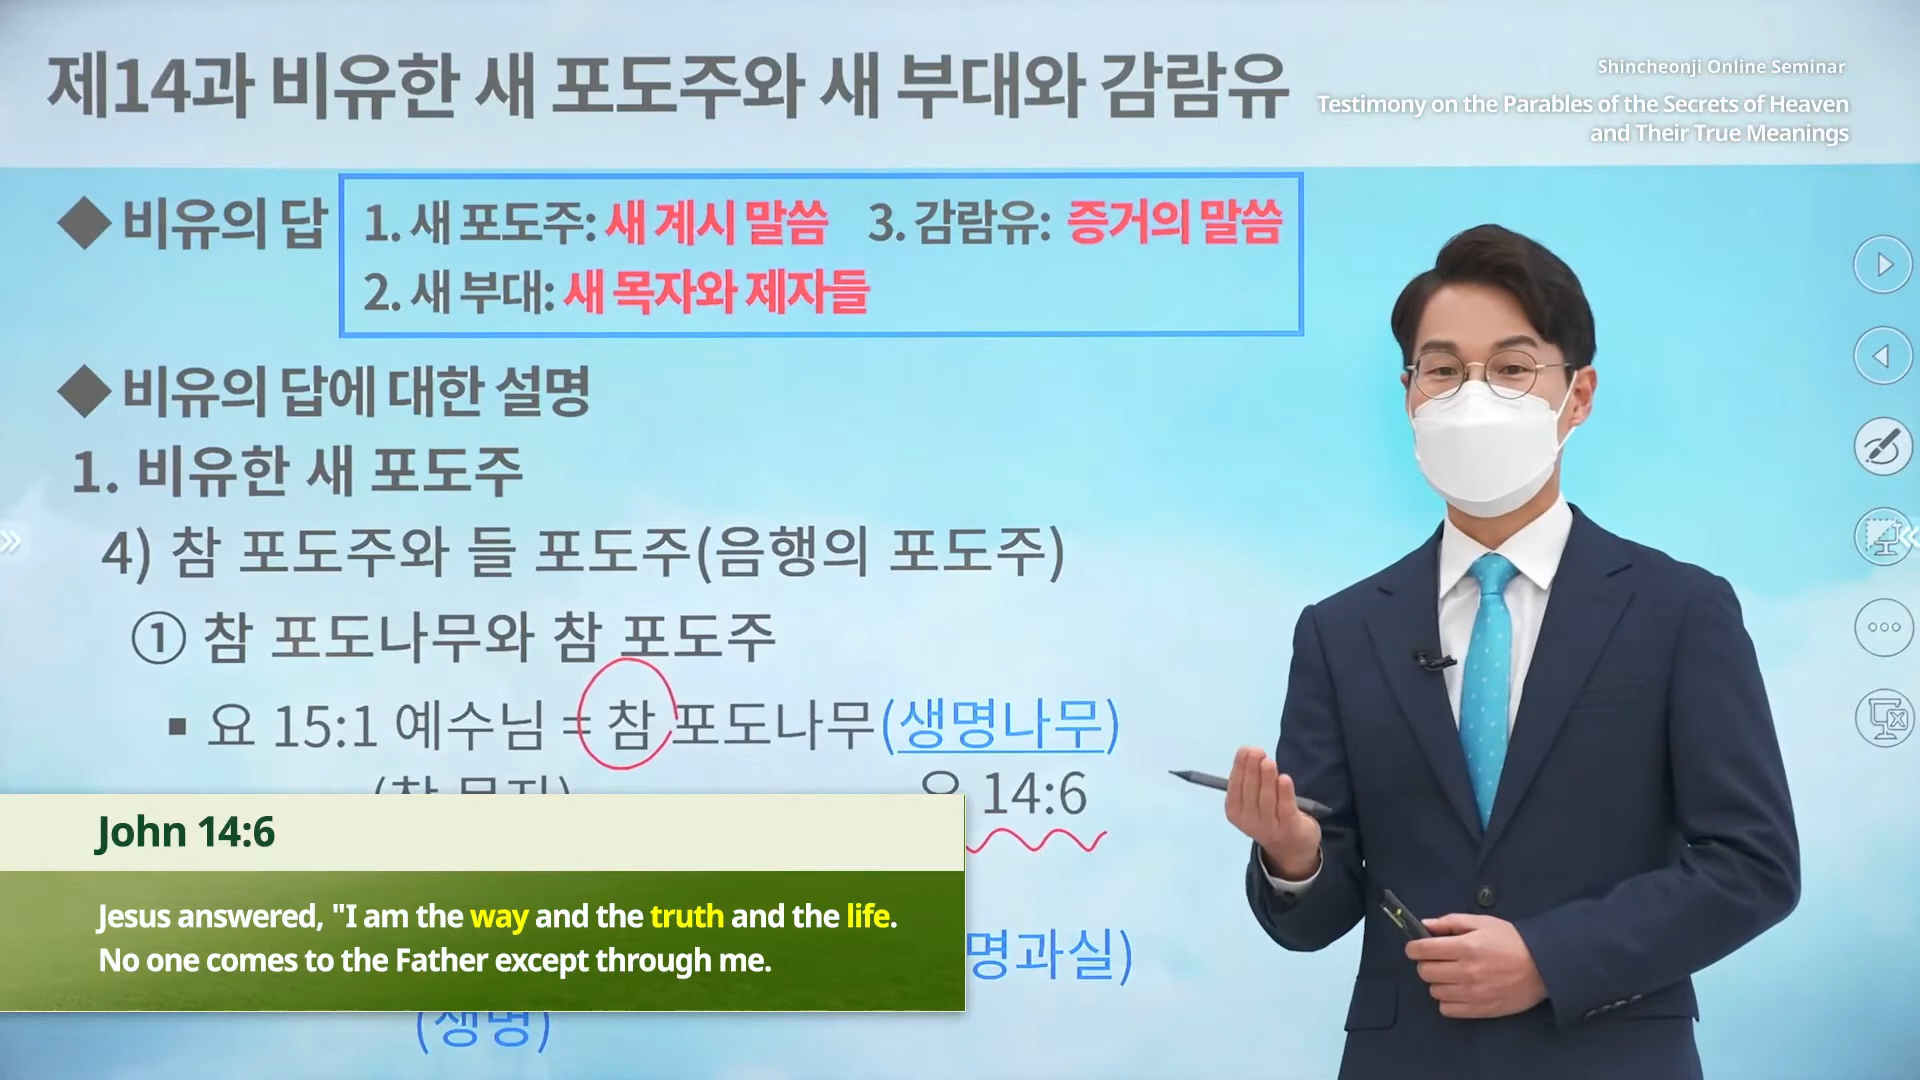 제14과 비유한 새 포도주와 새 부대와 감람유
Shincheonji Online Seminar
Testimony on the Parables of the Secrets of Heaven
and Their True Meanings
◆비유의 답
1. 새 포도주: 새 계시 말씀 3. 감람유: 증거의 말씀
2. 새 부대: 새 목자와 제자들
◆비유의 답에 대한 설명
1. 비유한 새 포도주
4) 참 포도주와 들 포도주(음행의 포도주)
① 참 포도나무와 참 포도주
▪ 요 15:1 예수님 = 참 포도나무(생명나무)
요 14:6
John 14:6
Jesus answered, "I am the way and the truth and the life.
No one comes to the Father except through me.
명과실)
(생명)